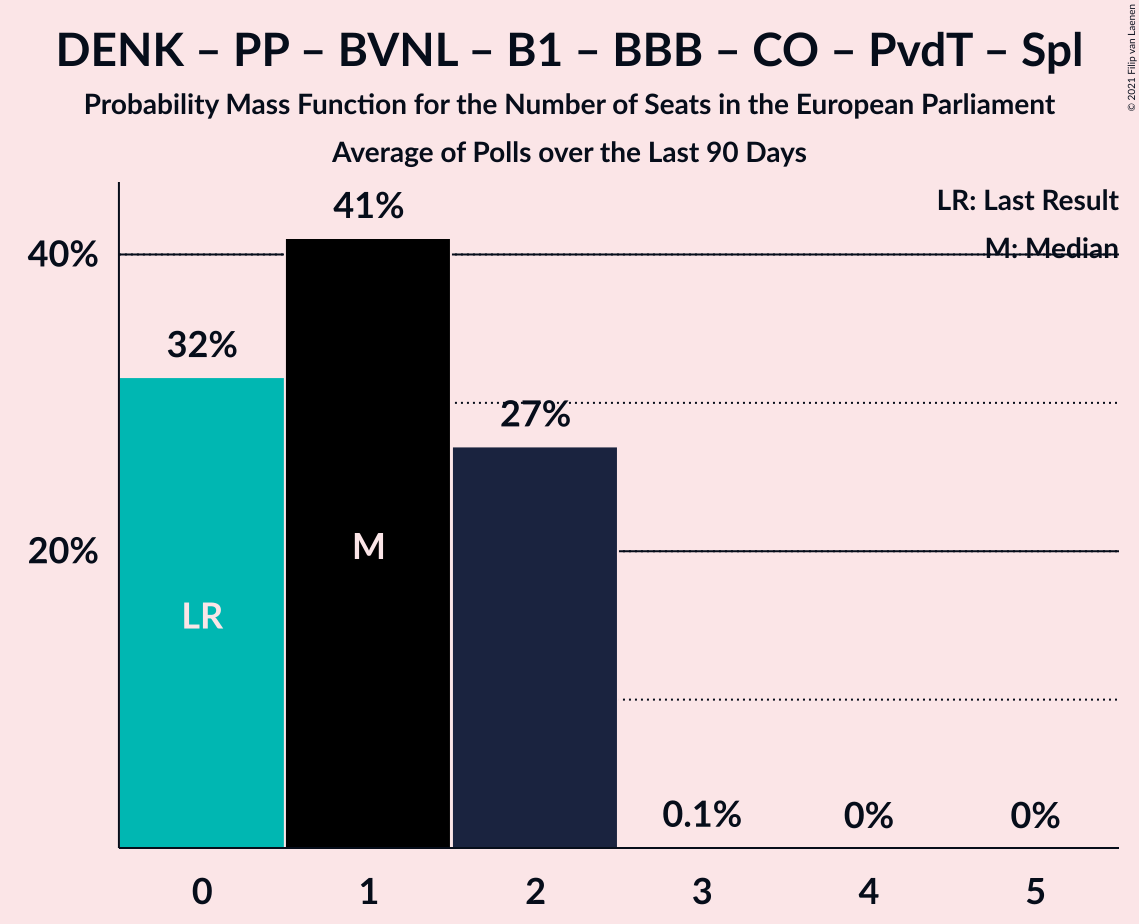 DENK – PP – BVNL – B1 – BBB – CO – PvdT – Spl
Probability Mass Function for the Number of Seats in the European Parliament
Average of Polls over the Last 90 Days
© 2021 Filip van Laenen
LR: Last Result
M: Median
41%
40%
32%
27%
20%
M
LR
0.1%
0%
0%
0
1
2
3
4
5